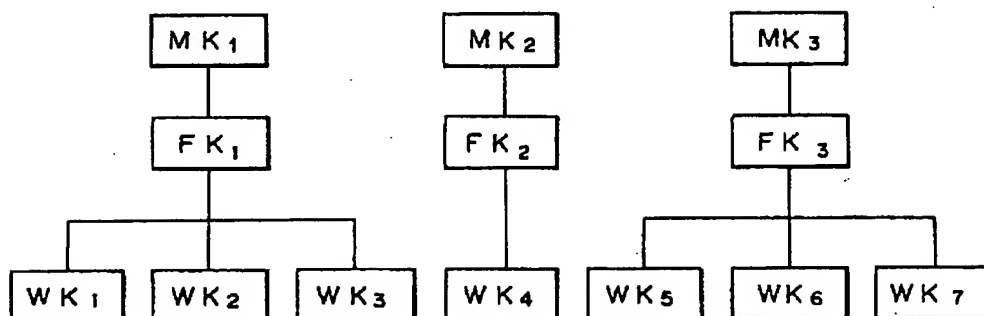 MK₁ MK₂ MK₃
FK₁ FK₂ FK₃
WK₁ WK₂ WK₃ WK₄ WK₅ WK₆ WK₇